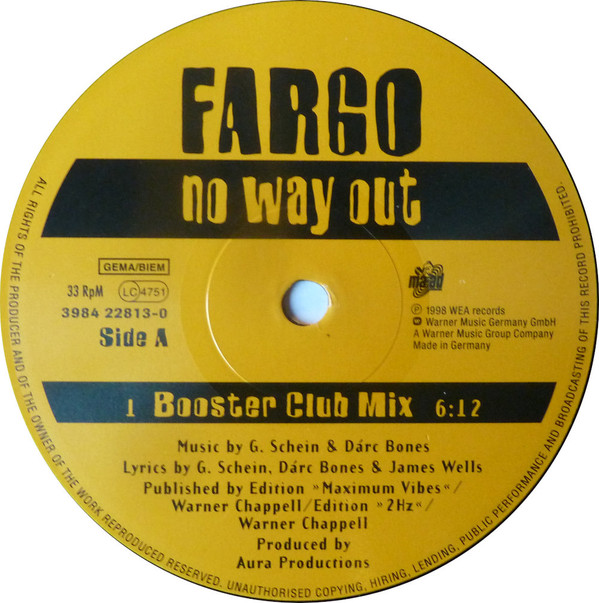 FARGO
no way out
GEMA/BIEM
33 RpM
LC 4751
3984 22813-0
Side A
maad
Ⓟ 1998 WEA records
Warner Music Germany GmbH
A Warner Music Group Company
Made in Germany
1 Booster Club Mix 6:12
Music by G. Schein & Dárc Bones
Lyrics by G. Schein, Dárc Bones & James Wells
Published by Edition »Maximum Vibes«/
Warner Chappell/Edition »2Hz«/
Warner Chappell
Produced by
Aura Productions
ALL RIGHTS OF THE PRODUCER AND OF THE OWNER OF THE WORK REPRODUCED RESERVED. UNAUTHORISED COPYING, HIRING, LENDING, PUBLIC PERFORMANCE AND BROADCASTING OF THIS RECORD PROHIBITED.